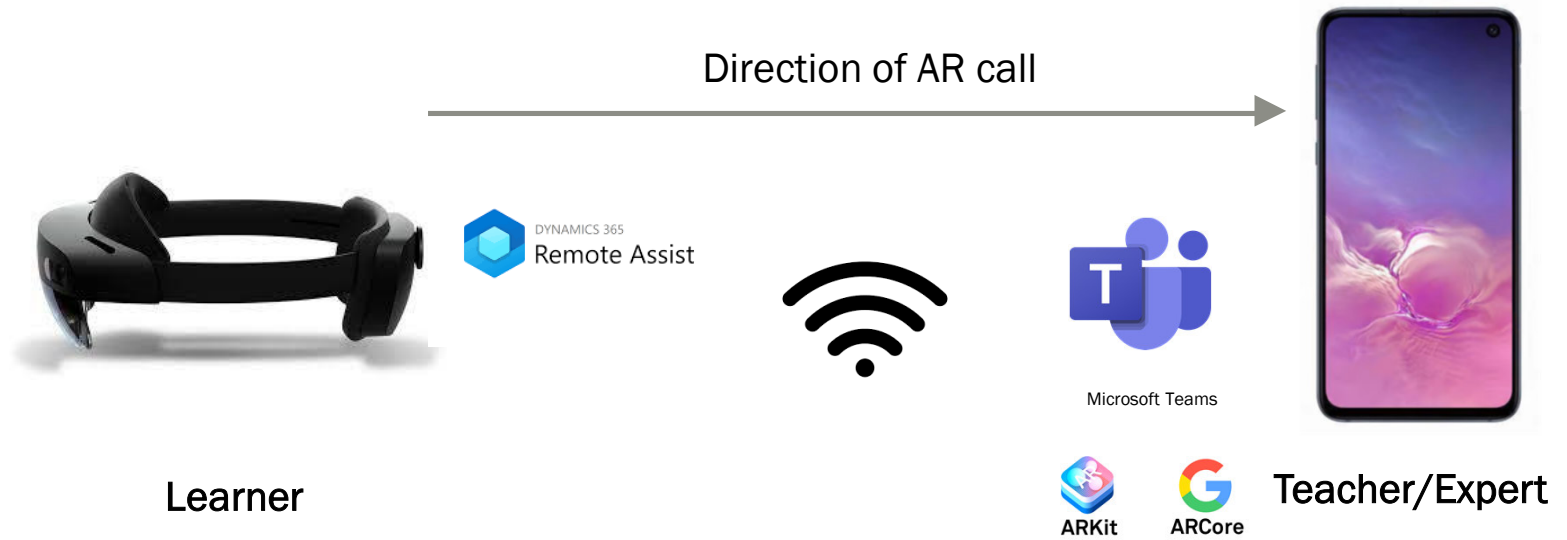 Direction of AR call
DYNAMICS 365
Remote Assist
T
Microsoft Teams
Learner
ARKit
ARCore
Teacher/Expert